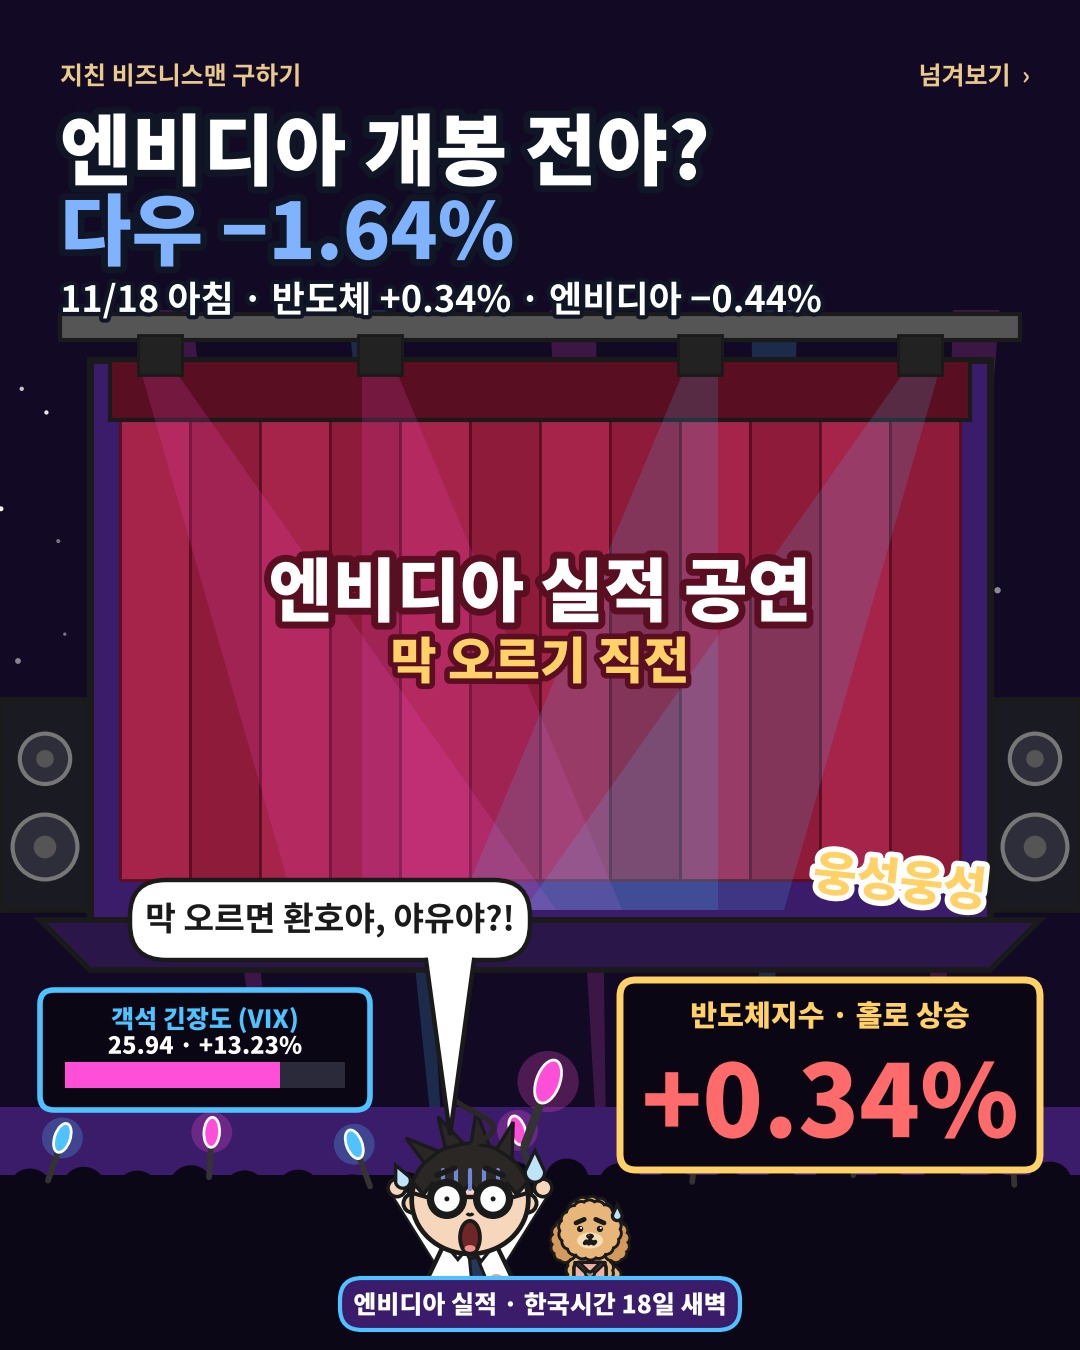 지친 비즈니스맨 구하기
넘겨보기 ›
엔비디아 개봉 전야?
다우 −1.64%
11/18 아침 · 반도체 +0.34% · 엔비디아 −0.44%
엔비디아 실적 공연
막 오르기 직전
웅성웅성
막 오르면 환호야, 야유야?!
객석 긴장도 (VIX)
25.94 · +13.23%
반도체지수 · 홀로 상승
+0.34%
엔비디아 실적 · 한국시간 18일 새벽